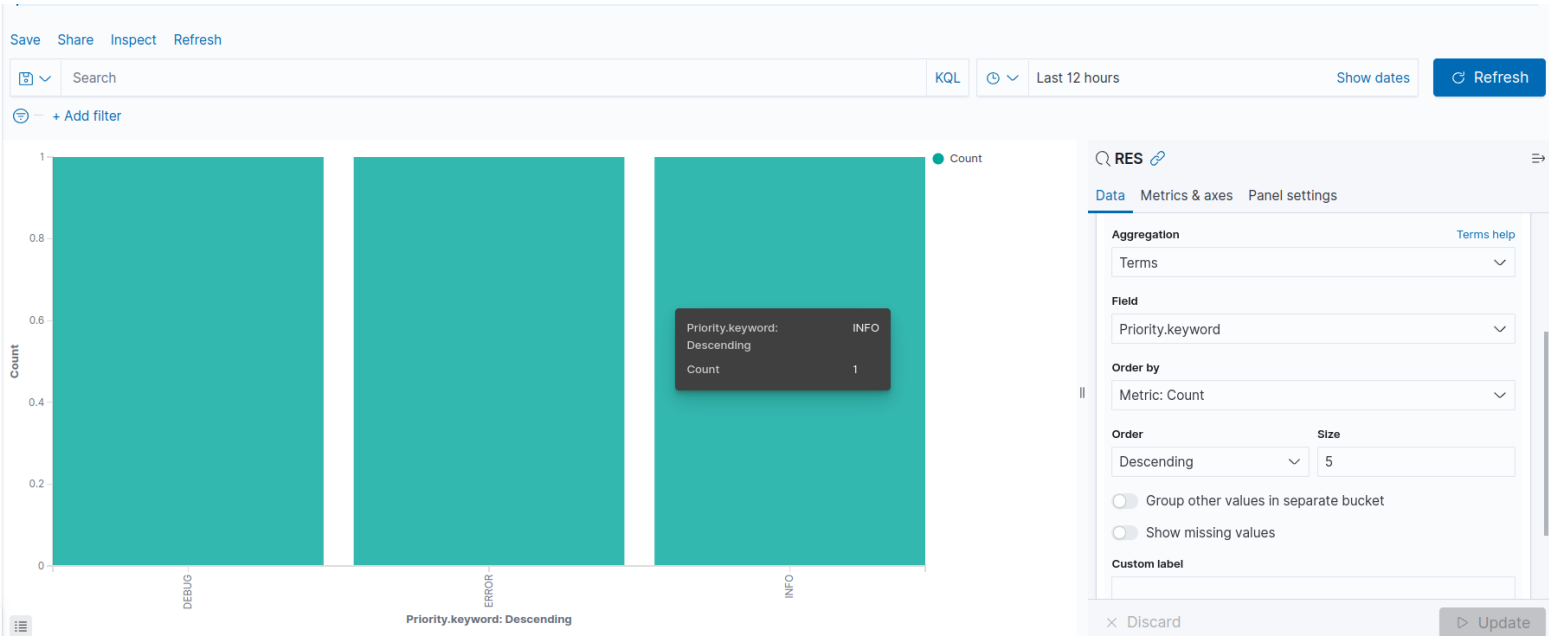 Save Share Inspect Refresh
Search KQL Last 12 hours Show dates Refresh
+ Add filter
Count
1
0.8
0.6
0.4
0.2
0
Count
Priority.keyword: Descending INFO
Count 1
DEBUG
ERROR
INFO
Priority.keyword: Descending
RES
Data Metrics & axes Panel settings
Aggregation Terms help
Terms
Field
Priority.keyword
Order by
Metric: Count
Order Size
Descending 5
Group other values in separate bucket
Show missing values
Custom label
Discard Update